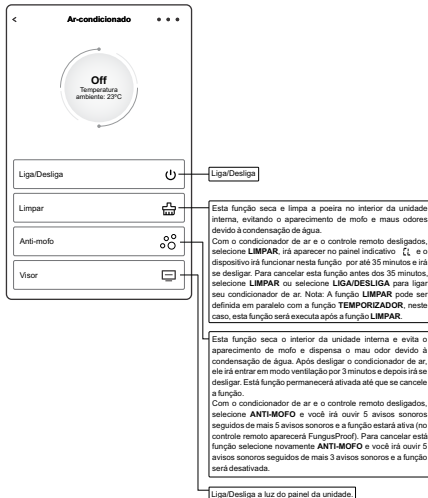 Ar-condicionado
Off
Temperatura
ambiente: 23ºC
Liga/Desliga
Limpar
Anti-mofo
Visor
Liga/Desliga
Esta função seca e limpa a poeira no interior da unidade
interna, evitando o aparecimento de mofo e maus odores
devido à condensação de água.
Com o condicionador de ar e o controle remoto desligados,
selecione LIMPAR, irá aparecer no painel indicativo e o
dispositivo irá funcionar nesta função por até 35 minutos e irá
se desligar. Para cancelar esta função antes dos 35 minutos,
selecione LIMPAR ou selecione LIGA/DESLIGA para ligar
seu condicionador de ar. Nota: A função LIMPAR pode ser
definida em paralelo com a função TEMPORIZADOR, neste
caso, esta função será executa após a função LIMPAR.
Esta função seca o interior da unidade interna e evita o
aparecimento de mofo e dispensa o mau odor devido à
condensação de água. Após desligar o condicionador de ar,
ele irá entrar em modo ventilação por 3 minutos e depois irá se
desligar. Está função permanecerá ativada até que se cancele
a função.
Com o condicionador de ar e o controle remoto desligados,
selecione ANTI-MOFO e você irá ouvir 5 avisos sonoros
seguidos de mais 5 avisos sonoros e a função estará ativa (no
controle remoto aparecerá FungusProof). Para cancelar está
função selecione novamente ANTI-MOFO e você irá ouvir 5
avisos sonoros seguidos de mais 3 avisos sonoros e a função
será desativada.
Liga/Desliga a luz do painel da unidade.